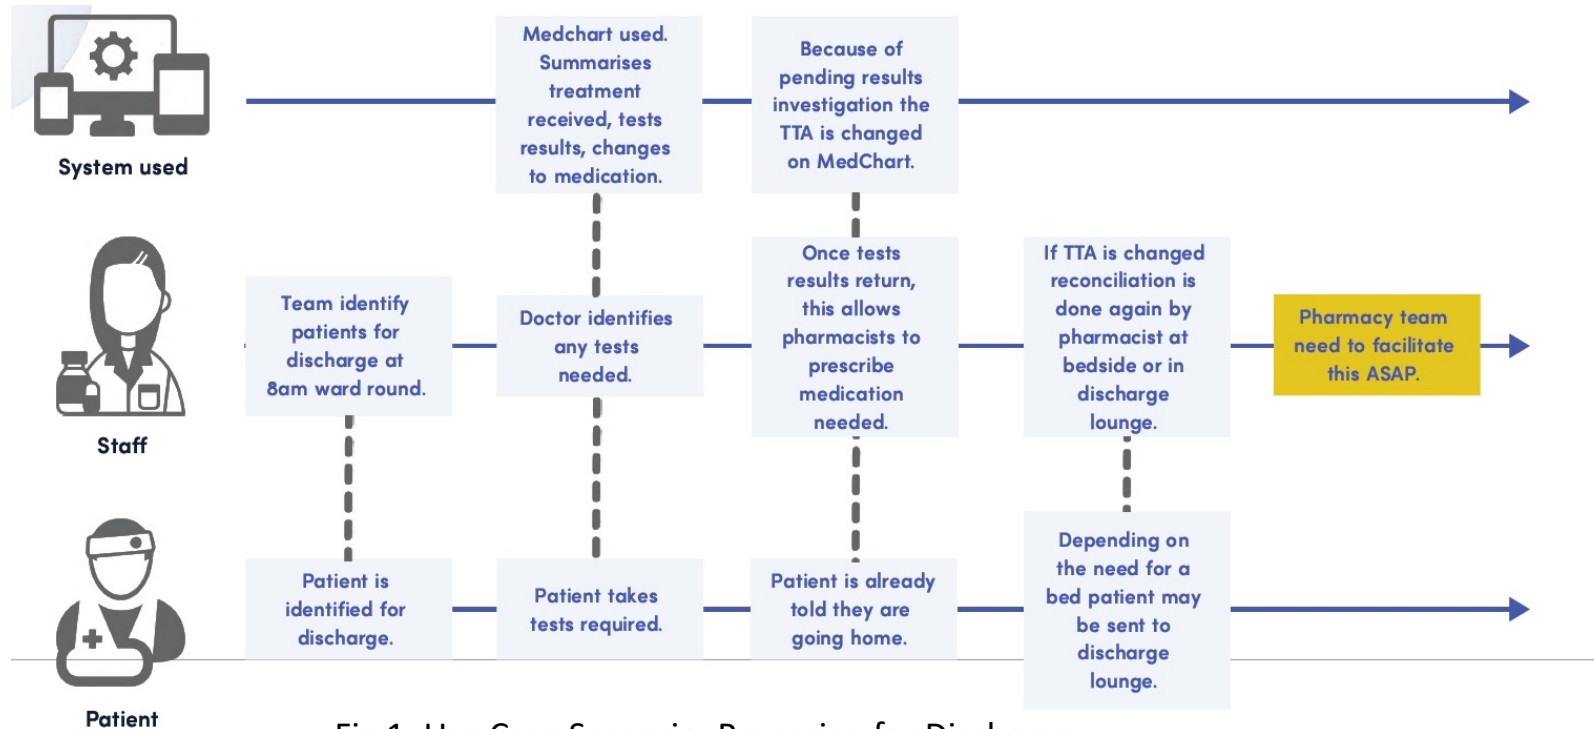 Medchart used.
Summarises
treatment
received, tests
results, changes
to medication.
Because of
pending results
investigation the
TTA is changed
on MedChart.
System used
Team identify
patients for
discharge at
8am ward round.
Doctor identifies
any tests
needed.
Once tests
results return,
this allows
pharmacists to
prescribe
medication
needed.
If TTA is changed
reconciliation is
done again by
pharmacist at
bedside or in
discharge
lounge.
Pharmacy team
need to facilitate
this ASAP.
Staff
Patient is
identified for
discharge.
Patient takes
tests required.
Patient is already
told they are
going home.
Depending on
the need for a
bed patient may
be sent to
discharge
lounge.
Patient